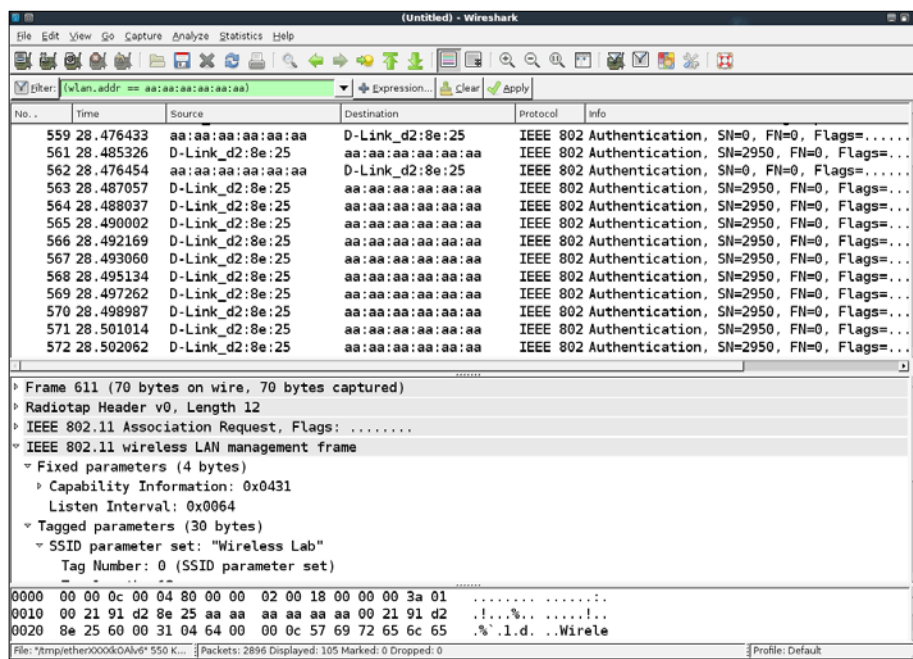 (Untitled) - Wireshark
File Edit View Go Capture Analyze Statistics Help
Filter: (wlan.addr == aa:aa:aa:aa:aa:aa) Expression... Clear Apply
No. . Time Source Destination Protocol Info
559 28.476433 aa:aa:aa:aa:aa:aa D-Link_d2:8e:25 IEEE 802 Authentication, SN=0, FN=0, Flags=......
561 28.485326 D-Link_d2:8e:25 aa:aa:aa:aa:aa:aa IEEE 802 Authentication, SN=2950, FN=0, Flags=...
562 28.476454 aa:aa:aa:aa:aa:aa D-Link_d2:8e:25 IEEE 802 Authentication, SN=0, FN=0, Flags=......
563 28.487057 D-Link_d2:8e:25 aa:aa:aa:aa:aa:aa IEEE 802 Authentication, SN=2950, FN=0, Flags=...
564 28.488037 D-Link_d2:8e:25 aa:aa:aa:aa:aa:aa IEEE 802 Authentication, SN=2950, FN=0, Flags=...
565 28.490002 D-Link_d2:8e:25 aa:aa:aa:aa:aa:aa IEEE 802 Authentication, SN=2950, FN=0, Flags=...
566 28.492169 D-Link_d2:8e:25 aa:aa:aa:aa:aa:aa IEEE 802 Authentication, SN=2950, FN=0, Flags=...
567 28.493060 D-Link_d2:8e:25 aa:aa:aa:aa:aa:aa IEEE 802 Authentication, SN=2950, FN=0, Flags=...
568 28.495134 D-Link_d2:8e:25 aa:aa:aa:aa:aa:aa IEEE 802 Authentication, SN=2950, FN=0, Flags=...
569 28.497262 D-Link_d2:8e:25 aa:aa:aa:aa:aa:aa IEEE 802 Authentication, SN=2950, FN=0, Flags=...
570 28.498987 D-Link_d2:8e:25 aa:aa:aa:aa:aa:aa IEEE 802 Authentication, SN=2950, FN=0, Flags=...
571 28.501014 D-Link_d2:8e:25 aa:aa:aa:aa:aa:aa IEEE 802 Authentication, SN=2950, FN=0, Flags=...
572 28.502062 D-Link_d2:8e:25 aa:aa:aa:aa:aa:aa IEEE 802 Authentication, SN=2950, FN=0, Flags=...
Frame 611 (70 bytes on wire, 70 bytes captured)
Radiotap Header v0, Length 12
IEEE 802.11 Association Request, Flags: ........
IEEE 802.11 wireless LAN management frame
Fixed parameters (4 bytes)
Capability Information: 0x0431
Listen Interval: 0x0064
Tagged parameters (30 bytes)
SSID parameter set: "Wireless Lab"
Tag Number: 0 (SSID parameter set)
0000 00 00 0c 00 04 80 00 00 02 00 18 00 00 00 3a 01 ........ ......:.
0010 00 21 91 d2 8e 25 aa aa aa aa aa aa 00 21 91 d2 .!...%.. .....!..
0020 8e 25 60 00 31 04 64 00 00 0c 57 69 72 65 6c 65 .%`.1.d. ..Wirele
File: "/tmp/etherXXXXkOAlv6" 550 K... Packets: 2896 Displayed: 105 Marked: 0 Dropped: 0 Profile: Default